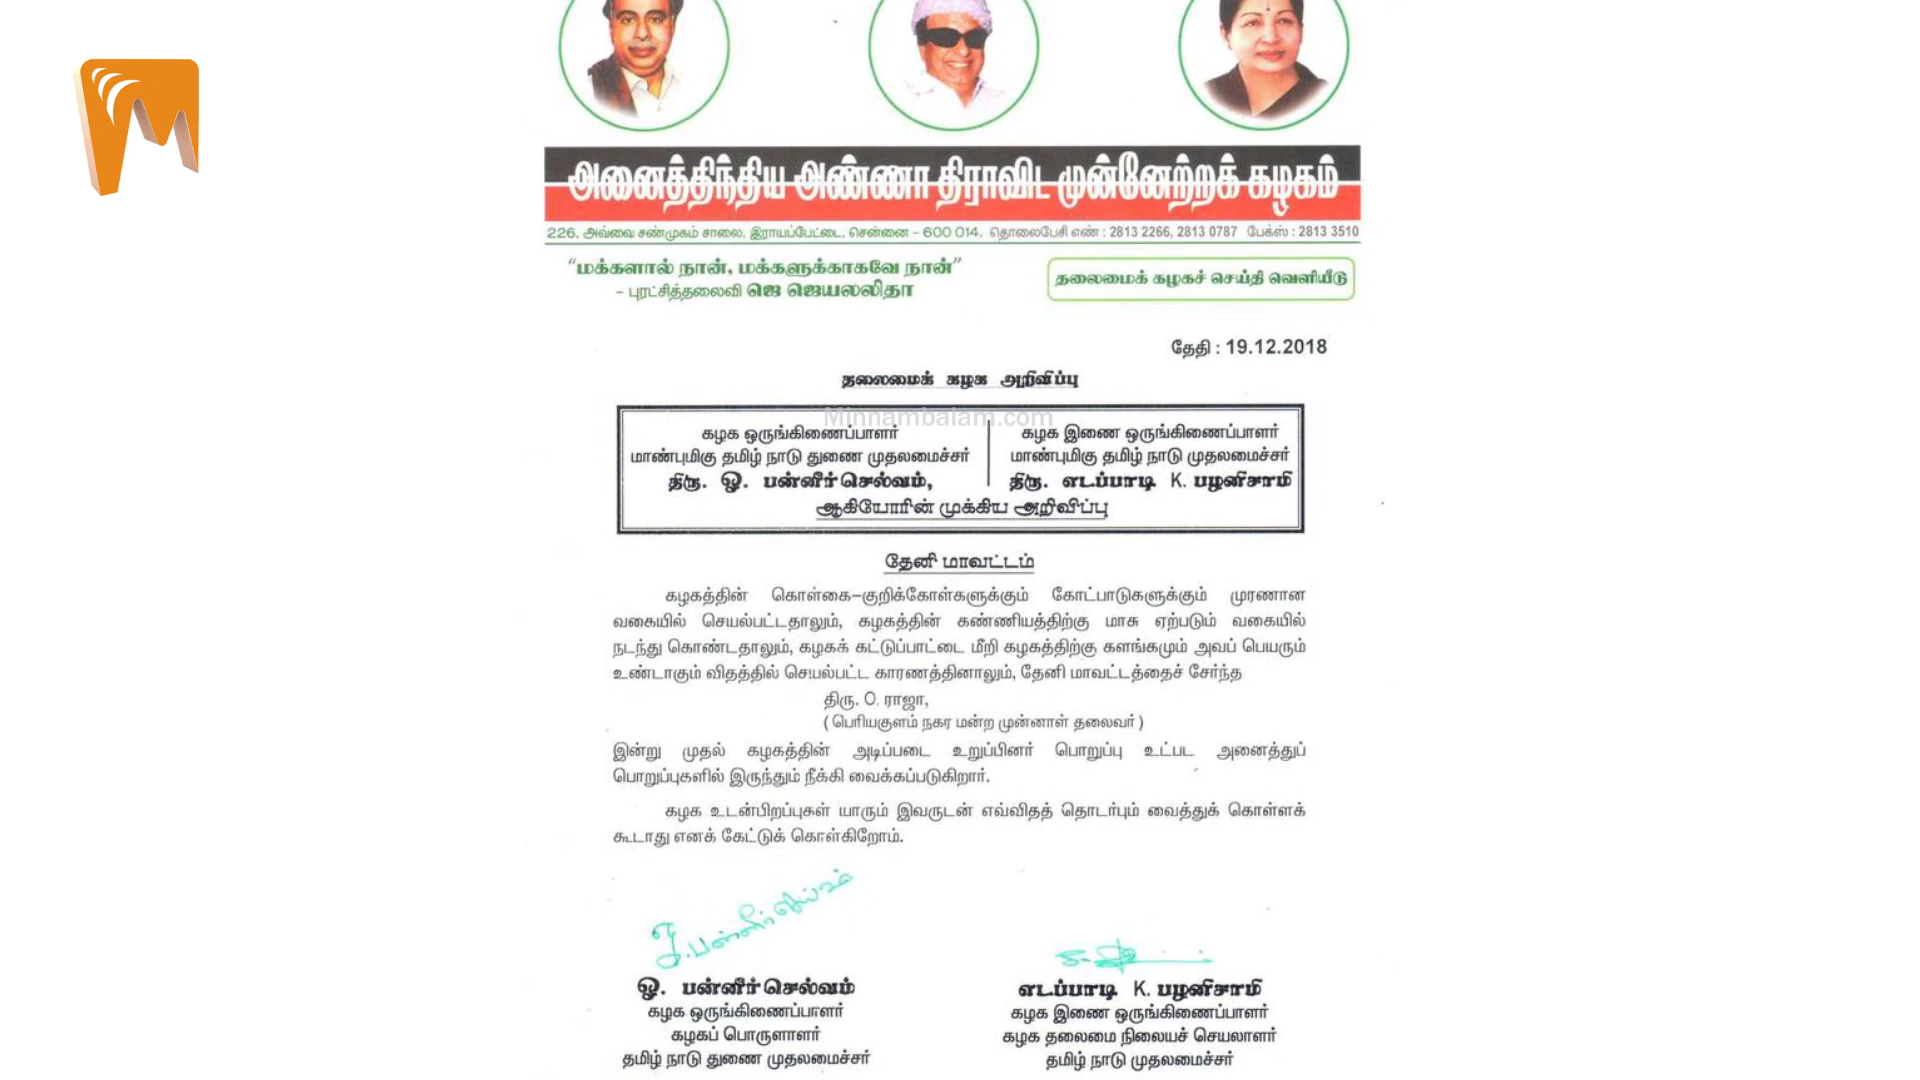 அனைத்திந்திய அண்ணா திராவிட முன்னேற்றக் கழகம்
226, அவ்வை சண்முகம் சாலை, இராயப்பேட்டை, சென்னை - 600 014. தொலைபேசி எண் : 2813 2266, 2813 0787 பேக்ஸ் : 2813 3510
“மக்களால் நான், மக்களுக்காகவே நான்”
- புரட்சித்தலைவி ஜெ ஜெயலலிதா
தலைமைக் கழகச் செய்தி வெளியீடு
தேதி : 19.12.2018
தலைமைக் கழக அறிவிப்பு
Minnambalam.com
கழக ஒருங்கிணைப்பாளர்
மாண்புமிகு தமிழ் நாடு துணை முதலமைச்சர்
திரு. ஓ. பன்னீர்செல்வம்,
கழக இணை ஒருங்கிணைப்பாளர்
மாண்புமிகு தமிழ் நாடு முதலமைச்சர்
திரு. எடப்பாடி K. பழனிசாமி
ஆகியோரின் முக்கிய அறிவிப்பு
தேனி மாவட்டம்
கழகத்தின் கொள்கை-குறிக்கோள்களுக்கும் கோட்பாடுகளுக்கும் முரணான
வகையில் செயல்பட்டதாலும், கழகத்தின் கண்ணியத்திற்கு மாசு ஏற்படும் வகையில்
நடந்து கொண்டதாலும், கழகக் கட்டுப்பாட்டை மீறி கழகத்திற்கு களங்கமும் அவப் பெயரும்
உண்டாகும் விதத்தில் செயல்பட்ட காரணத்தினாலும், தேனி மாவட்டத்தைச் சேர்ந்த
திரு. O. ராஜா,
( பெரியகுளம் நகர மன்ற முன்னாள் தலைவர் )
இன்று முதல் கழகத்தின் அடிப்படை உறுப்பினர் பொறுப்பு உட்பட அனைத்துப்
பொறுப்புகளில் இருந்தும் நீக்கி வைக்கப்படுகிறார்.
கழக உடன்பிறப்புகள் யாரும் இவருடன் எவ்விதத் தொடர்பும் வைத்துக் கொள்ளக்
கூடாது எனக் கேட்டுக் கொள்கிறோம்.
ஓ.பன்னீர்செல்வம்
ஓ. பன்னீர்செல்வம்
கழக ஒருங்கிணைப்பாளர்
கழகப் பொருளாளர்
தமிழ் நாடு துணை முதலமைச்சர்
எடப்பாடி K. பழனிசாமி
கழக இணை ஒருங்கிணைப்பாளர்
கழக தலைமை நிலையச் செயலாளர்
தமிழ் நாடு முதலமைச்சர்